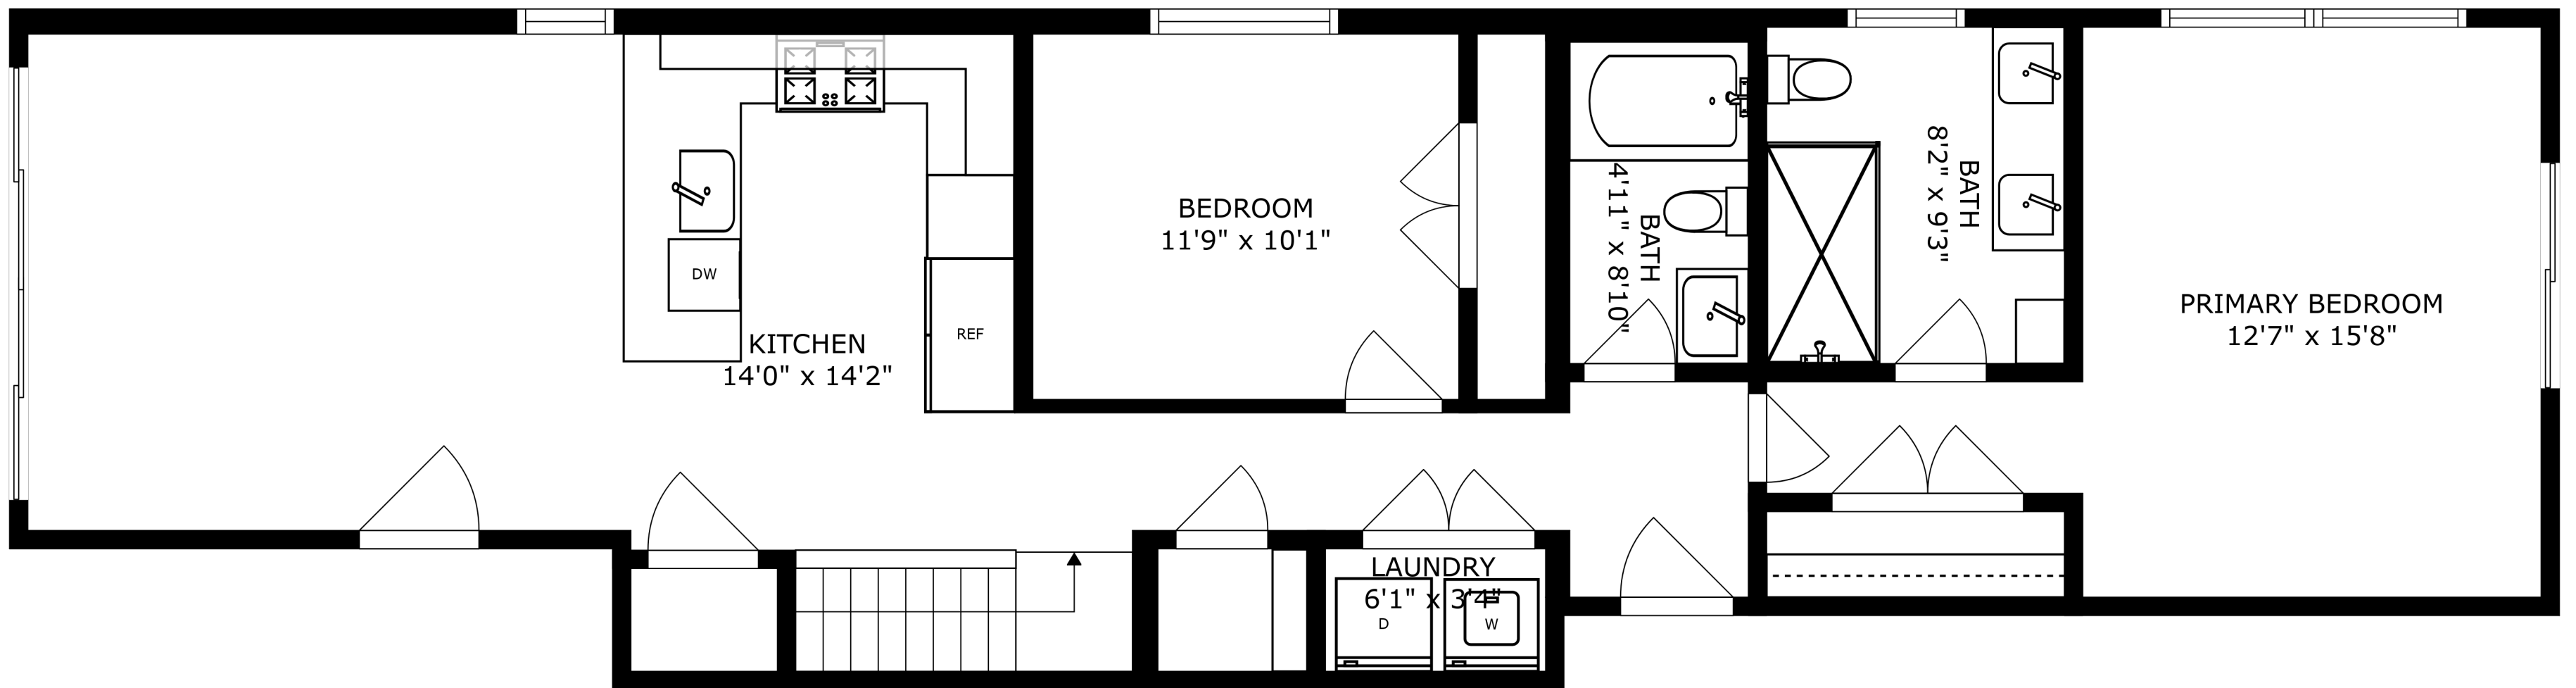 KITCHEN
14'0" x 14'2"
DW
REF
BEDROOM
11'9" x 10'1"
BATH
4'11" x 8'10"
BATH
8'2" x 9'3"
PRIMARY BEDROOM
12'7" x 15'8"
LAUNDRY
6'1" x 3'4"
D
W